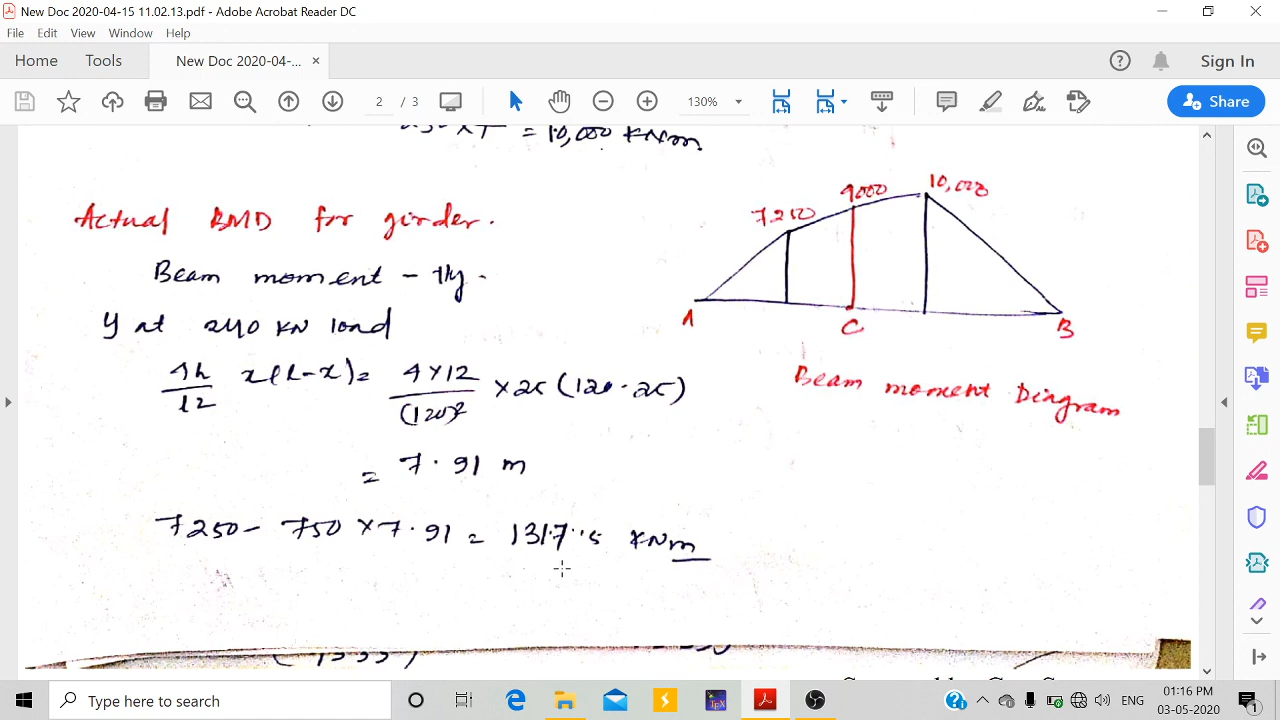 New Doc 2020-04-15 11.02.13.pdf - Adobe Acrobat Reader DC
File Edit View Window Help
Home Tools New Doc 2020-04-... × Sign In
2 / 3 130% Share
= 10,000 KNm
Actual BMD for girder.
Beam moment - Hy.
Y at 240 KN load
4h/l2 x(l-x) = 4×12/(120)² × 25 (120-25)
= 7.91 m
7250 - 750 × 7.91 = 1317.5 KNm
7250 9000 10,000
A C B
Beam moment Diagram
ENG 01:16 PM
Type here to search 03-05-2020